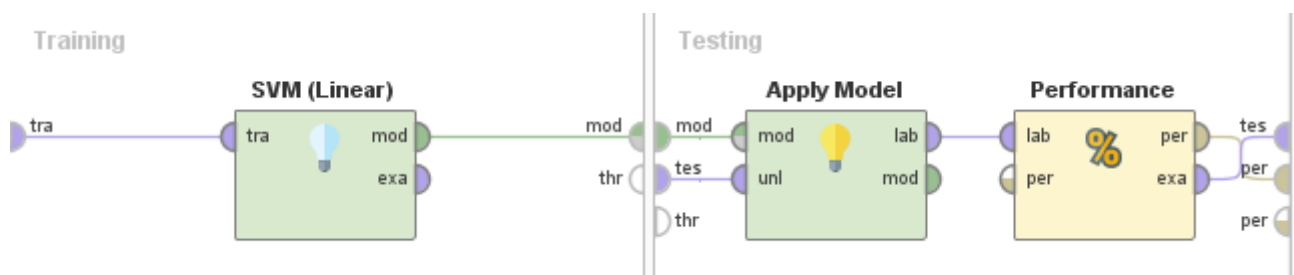 Training
Testing
SVM (Linear)
Apply Model
Performance
tra
tra
mod
mod
mod
mod
lab
lab
per
tes
exa
thr
tes
unl
mod
per
exa
per
thr
per
%